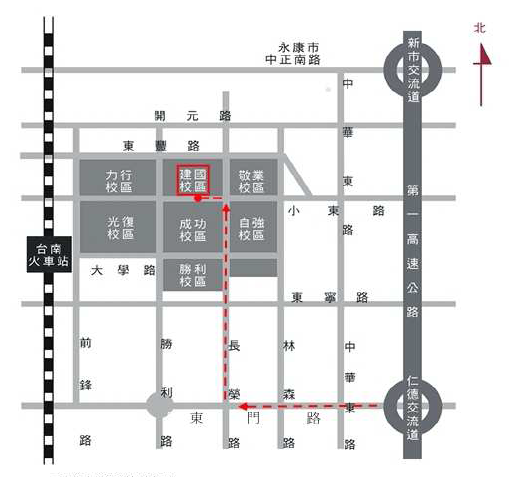 北
永康市
中正南路
新市交流道
中華東路
開元路
東豐路
力行
校區
建國
校區
敬業
校區
第一高速公路
小東路
光復
校區
成功
校區
自強
校區
台南
火車站
大學路
勝利
校區
東寧路
前鋒路
勝利路
長榮路
林森路
中華東路
仁德交流道
東門路